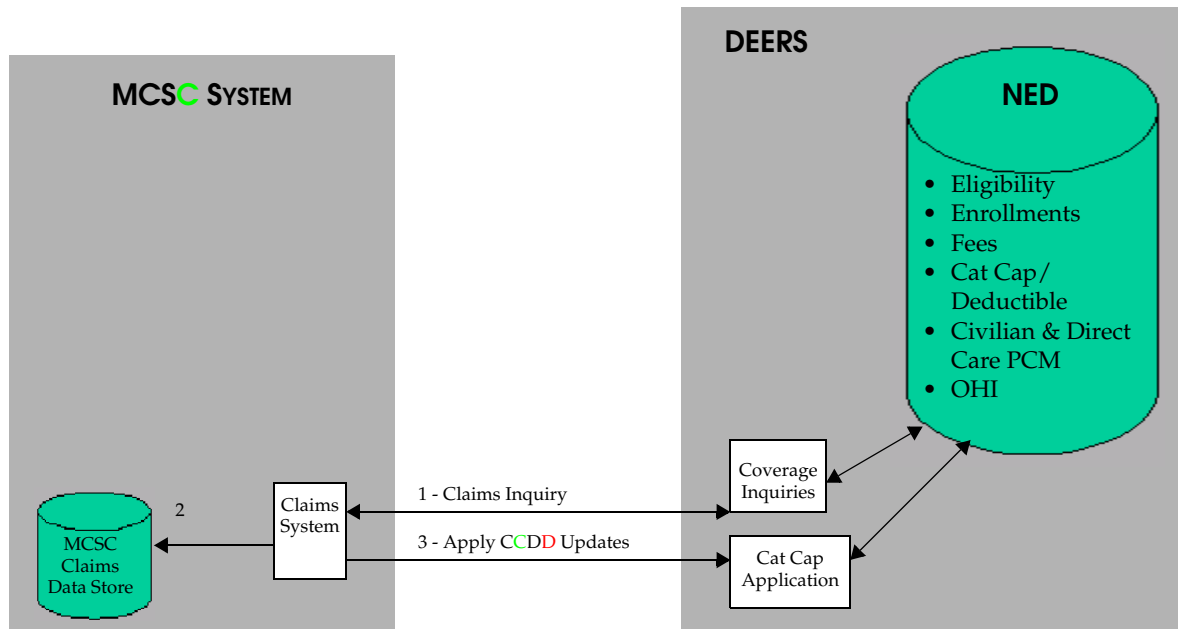 MCSC SYSTEM
DEERS
NED
• Eligibility
• Enrollments
• Fees
• Cat Cap/
Deductible
• Civilian & Direct
Care PCM
• OHI
Coverage
Inquiries
1 - Claims Inquiry
Claims
System
2
MCSC
Claims
Data Store
3 - Apply CCDD Updates
Cat Cap
Application